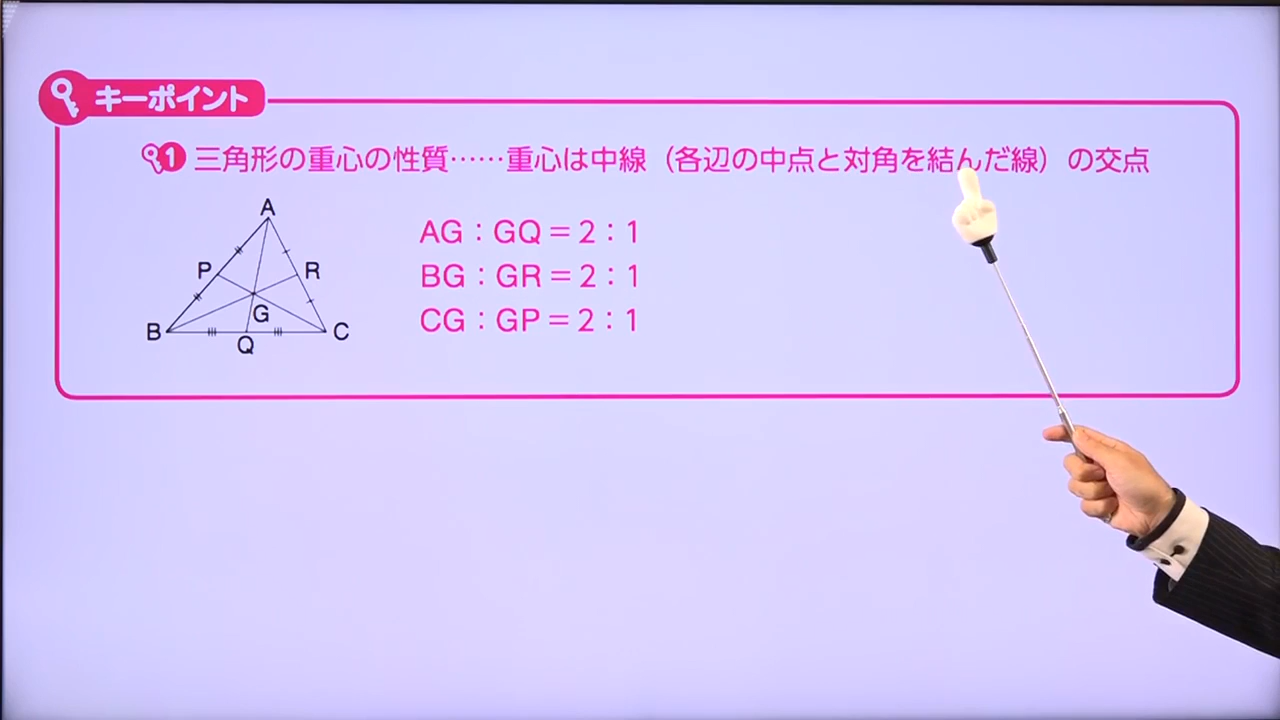 キーポイント
1 三角形の重心の性質……重心は中線（各辺の中点と対角を結んだ線）の交点
A
AG：GQ＝2：1
P
R
BG：GR＝2：1
G
CG：GP＝2：1
B
C
Q